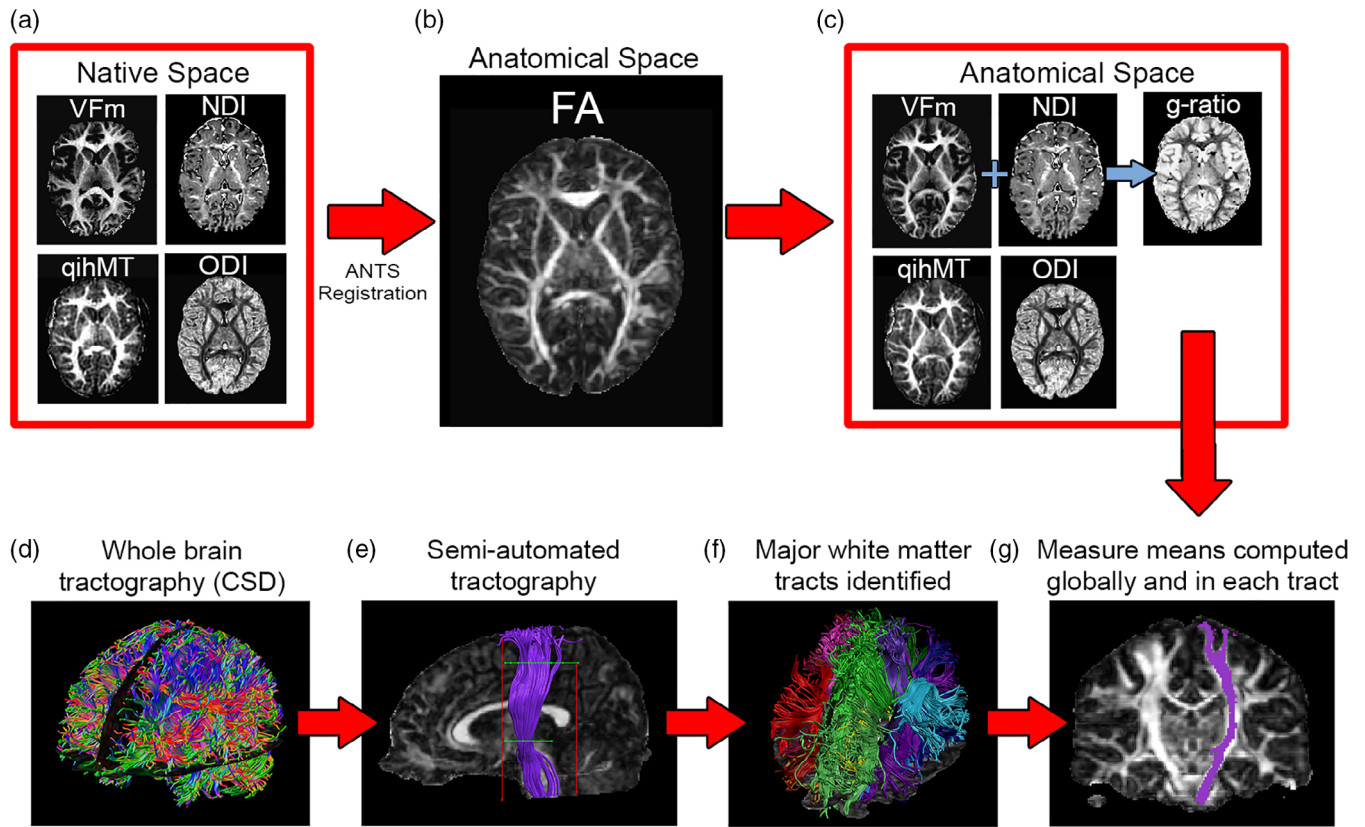 (a)
Native Space
VFm
NDI
qihMT
ODI
ANTS
Registration
(b)
Anatomical Space
FA
(c)
Anatomical Space
VFm
NDI
g-ratio
+
qihMT
ODI
(d)
Whole brain
tractography (CSD)
(e)
Semi-automated
tractography
(f)
Major white matter
tracts identified
(g)
Measure means computed
globally and in each tract